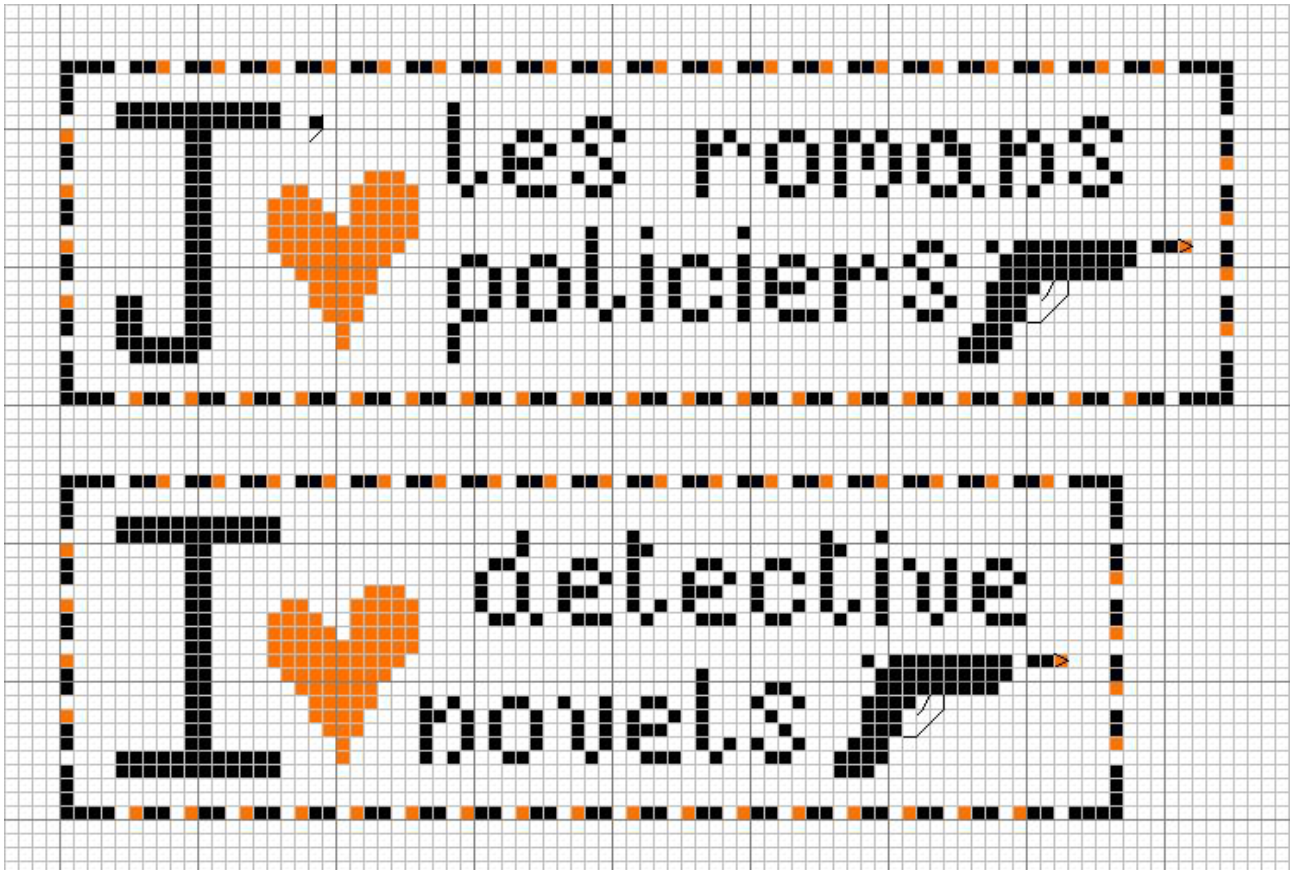 J'
les romans
policiers
I
detective
novels